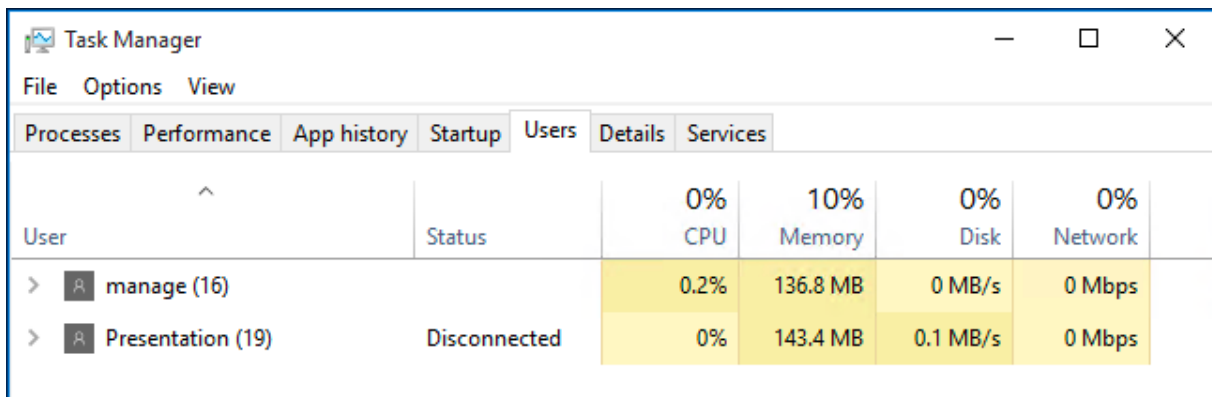 Task Manager
File Options View
Processes Performance App history Startup Users Details Services
0% 10% 0% 0%
User Status CPU Memory Disk Network
manage (16) 0.2% 136.8 MB 0 MB/s 0 Mbps
Presentation (19) Disconnected 0% 143.4 MB 0.1 MB/s 0 Mbps